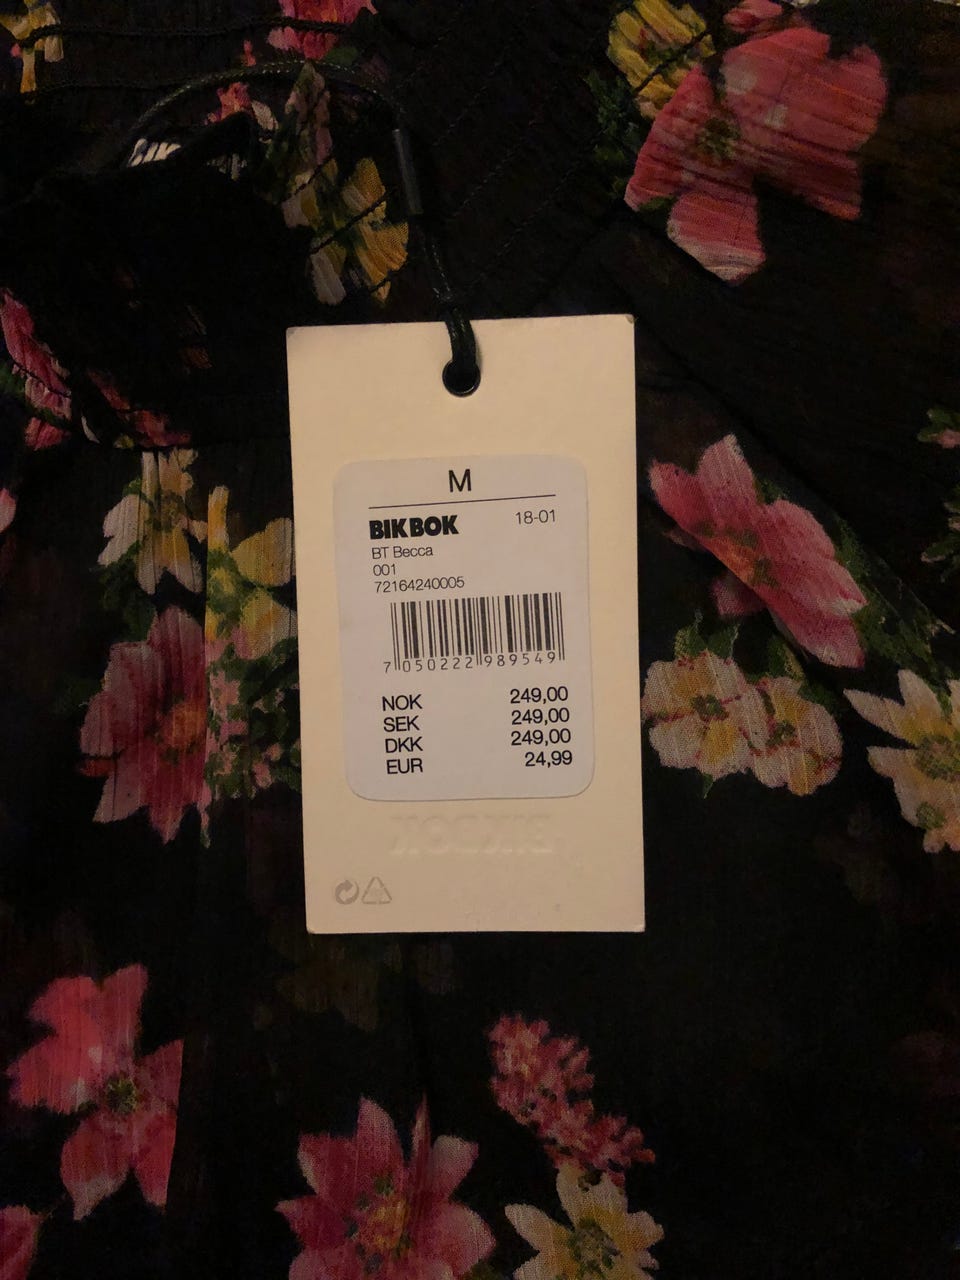 M
BIKBOK 18-01
BT Becca
001
72164240005
7 050222 989549
NOK 249,00
SEK 249,00
DKK 249,00
EUR 24,99
BIKBOK